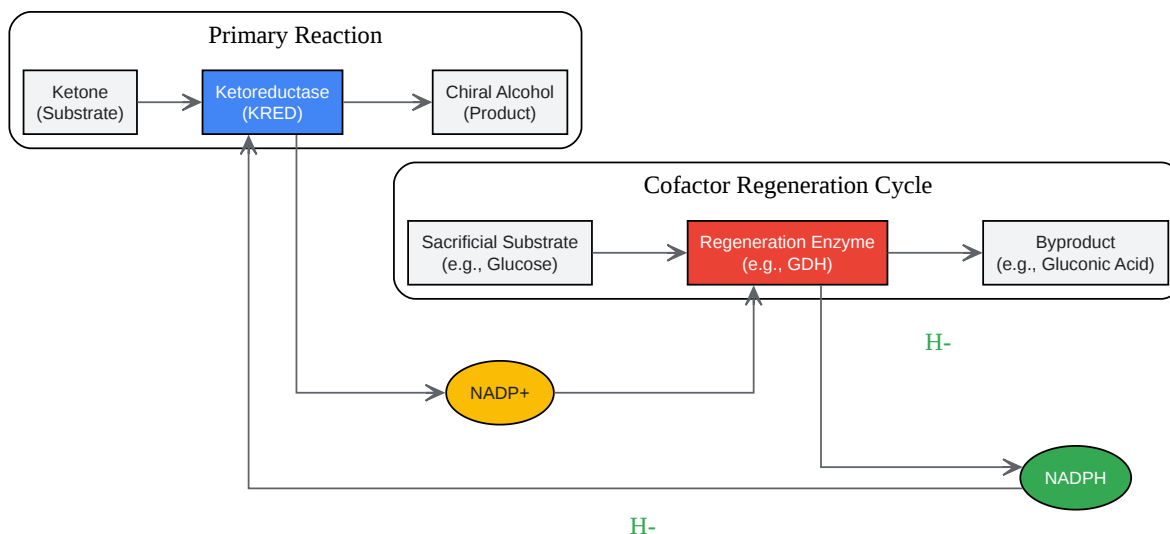 Primary Reaction
Ketone
(Substrate)
Ketoreductase
(KRED)
Chiral Alcohol
(Product)
Cofactor Regeneration Cycle
Sacrificial Substrate
(e.g., Glucose)
Regeneration Enzyme
(e.g., GDH)
Byproduct
(e.g., Gluconic Acid)
H-
NADP+
NADPH
H-